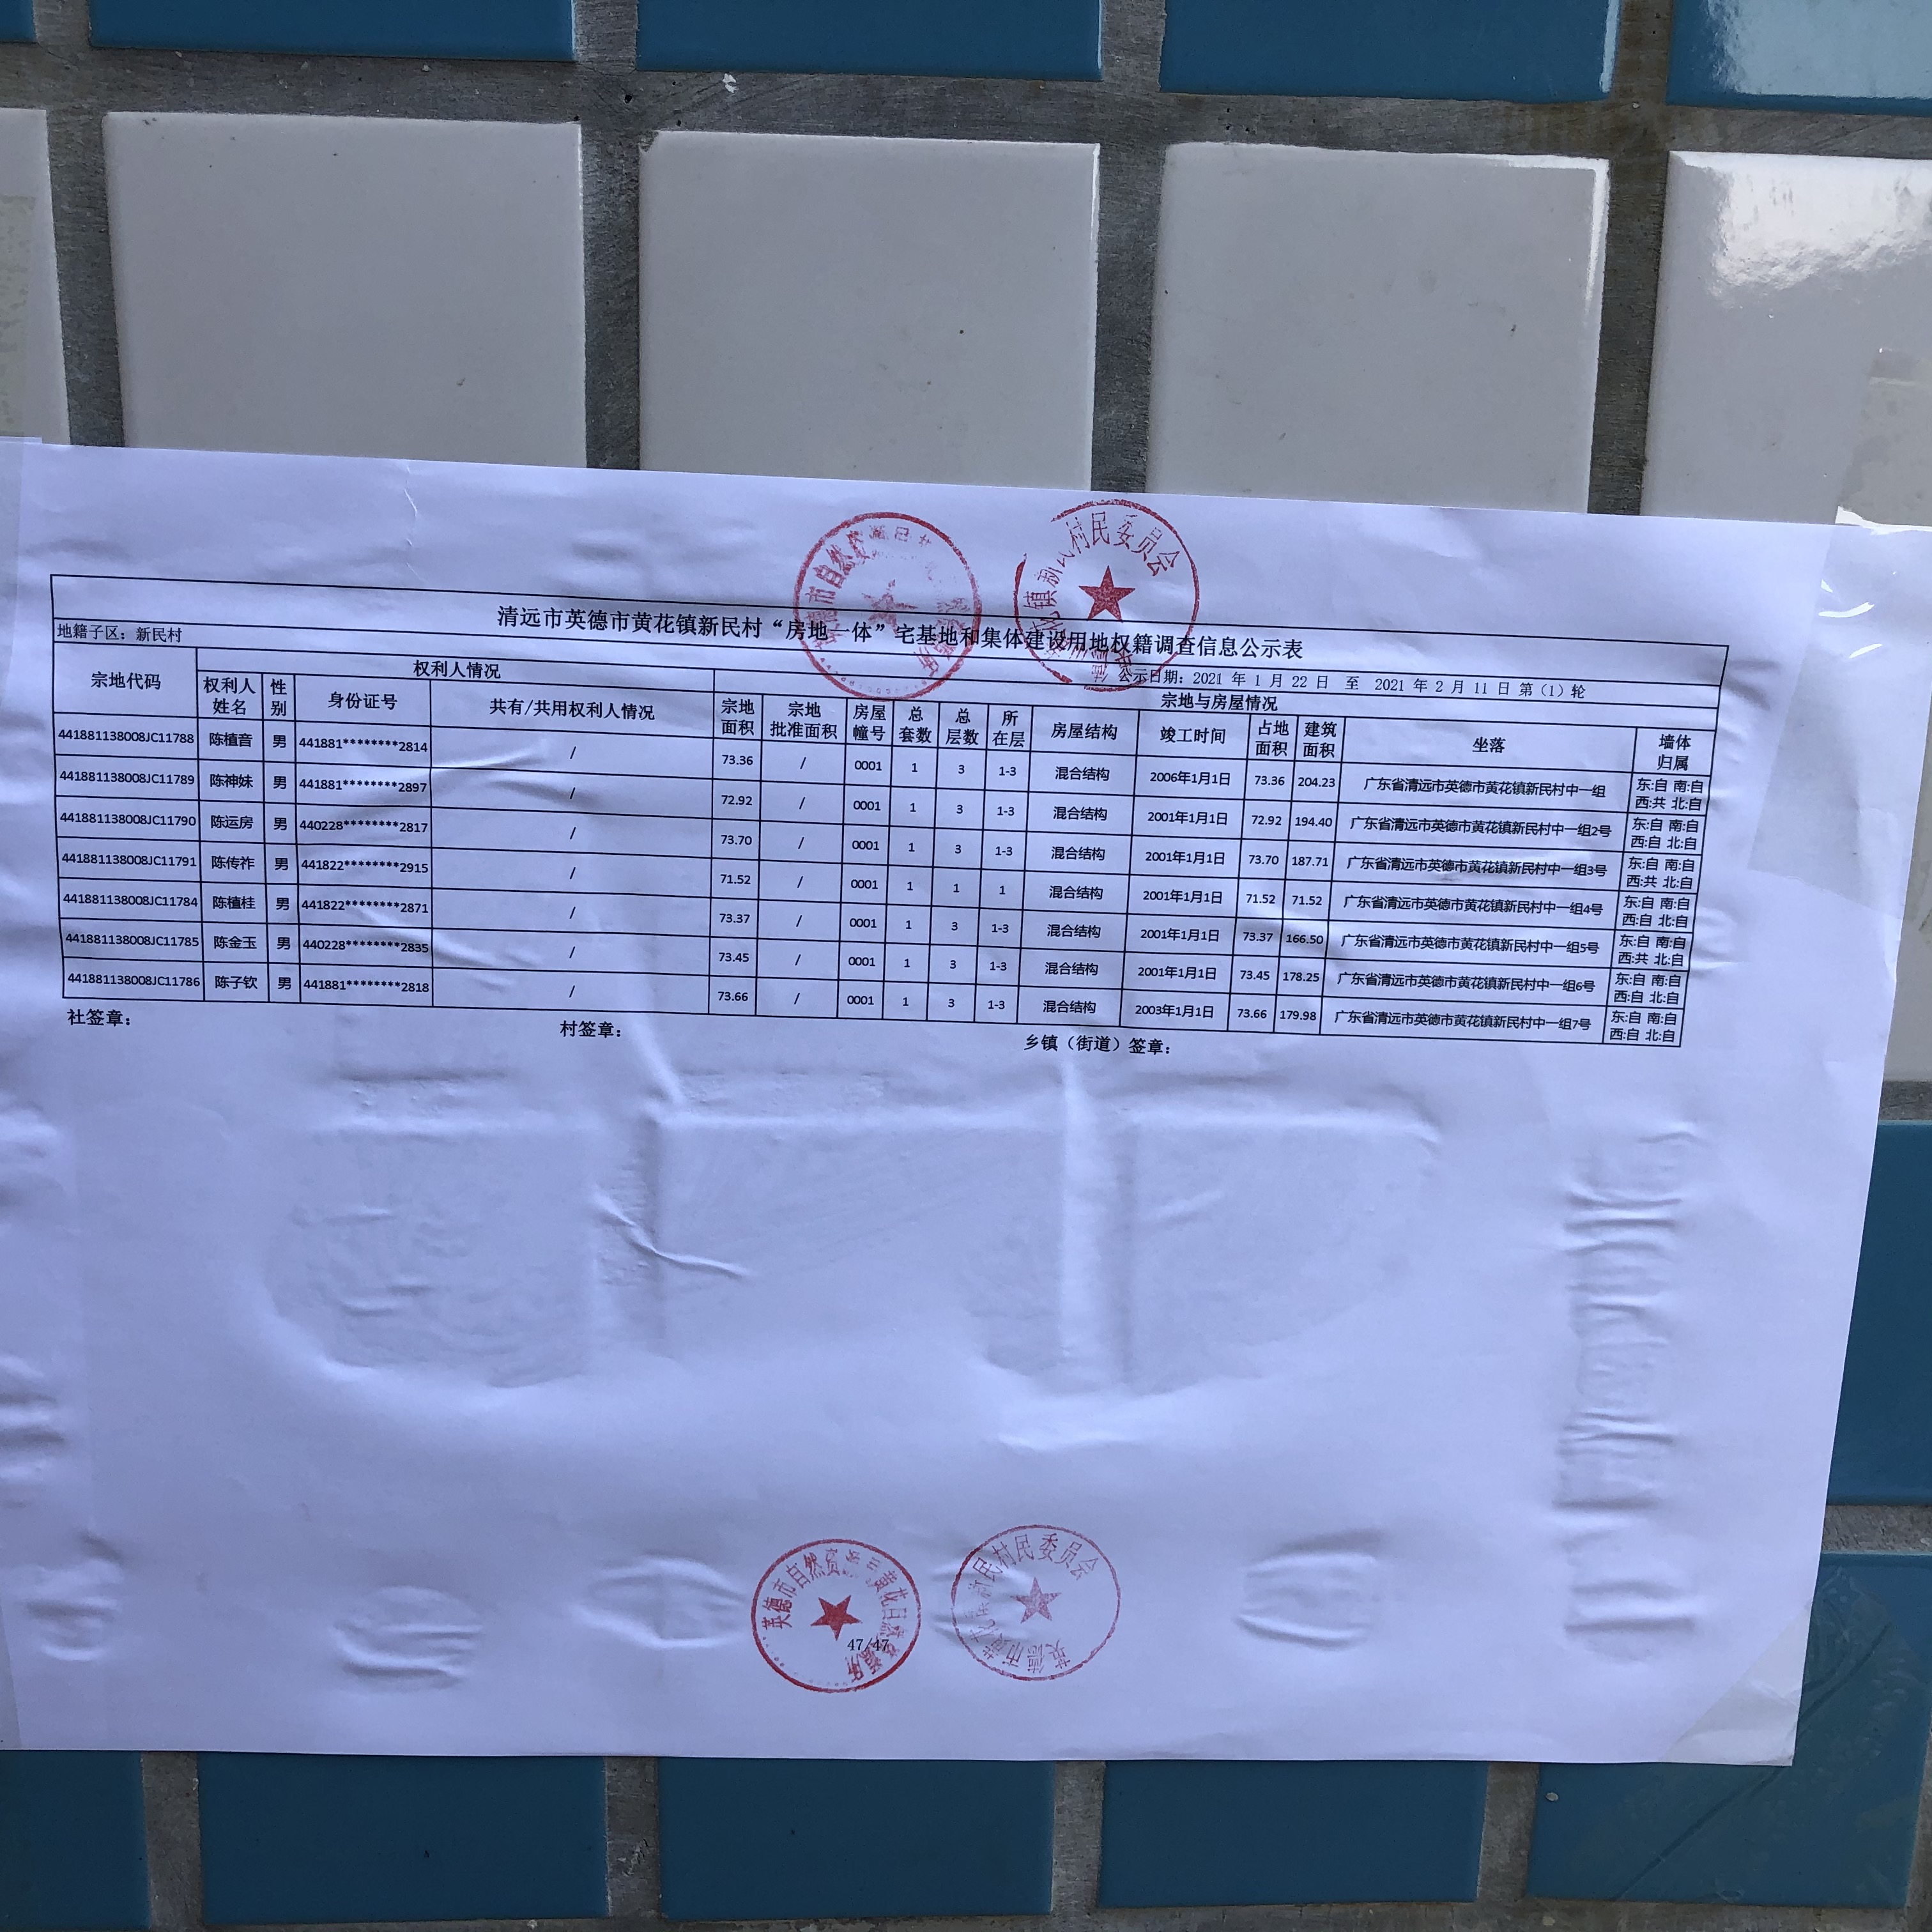 清远市英德市黄花镇新民村“房地一体”宅基地和集体建设用地权籍调查信息公示表
地籍子区：新民村
公示日期：2021 年 1 月 22 日 至 2021 年 2 月 11 日 第（1）轮
宗地代码 权利人情况 宗地与房屋情况
权利人姓名 性别 身份证号 共有/共用权利人情况 宗地面积 宗地批准面积 房屋幢号 总套数 总层数 所在层 房屋结构 竣工时间 占地面积 建筑面积 坐落 墙体归属
441881138008JC11788 陈植音 男 441881********2814 / 73.36 / 0001 1 3 1-3 混合结构 2006年1月1日 73.36 204.23 广东省清远市英德市黄花镇新民村中一组 东:自 南:自 西:共 北:自
441881138008JC11789 陈神妹 男 441881********2897 / 72.92 / 0001 1 3 1-3 混合结构 2001年1月1日 72.92 194.40 广东省清远市英德市黄花镇新民村中一组2号 东:自 南:自 西:自 北:自
441881138008JC11790 陈运房 男 440228********2817 / 73.70 / 0001 1 3 1-3 混合结构 2001年1月1日 73.70 187.71 广东省清远市英德市黄花镇新民村中一组3号 东:自 南:自 西:共 北:自
441881138008JC11791 陈传祚 男 441822********2915 / 71.52 / 0001 1 1 1 混合结构 2001年1月1日 71.52 71.52 广东省清远市英德市黄花镇新民村中一组4号 东:自 南:自 西:自 北:自
441881138008JC11784 陈植桂 男 441822********2871 / 73.37 / 0001 1 3 1-3 混合结构 2001年1月1日 73.37 166.50 广东省清远市英德市黄花镇新民村中一组5号 东:自 南:自 西:共 北:自
441881138008JC11785 陈金玉 男 440228********2835 / 73.45 / 0001 1 3 1-3 混合结构 2001年1月1日 73.45 178.25 广东省清远市英德市黄花镇新民村中一组6号 东:自 南:自 西:自 北:自
441881138008JC11786 陈子钦 男 441881********2818 / 73.66 / 0001 1 3 1-3 混合结构 2003年1月1日 73.66 179.98 广东省清远市英德市黄花镇新民村中一组7号 东:自 南:自 西:自 北:自
社签章： 村签章： 乡镇（街道）签章：
村民委员会
英德市自然资
民村民委员会
47/47